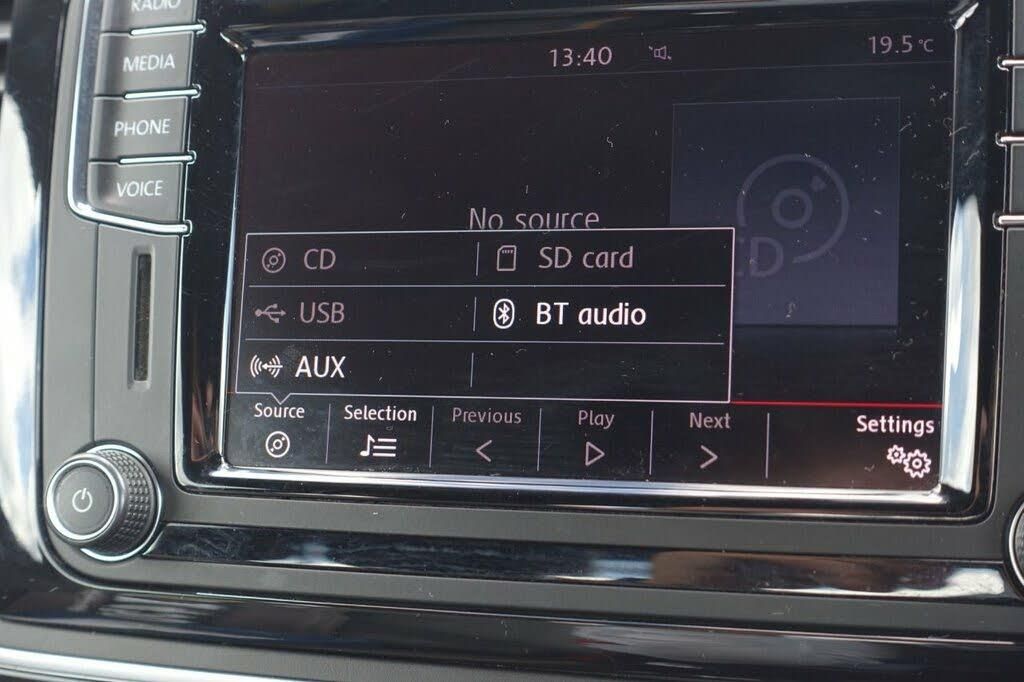 RADIO
MEDIA
PHONE
VOICE
13:40
19.5°C
No source.
CD
CD
SD card
USB
BT audio
AUX
Source
Selection
Previous
Play
Next
Settings